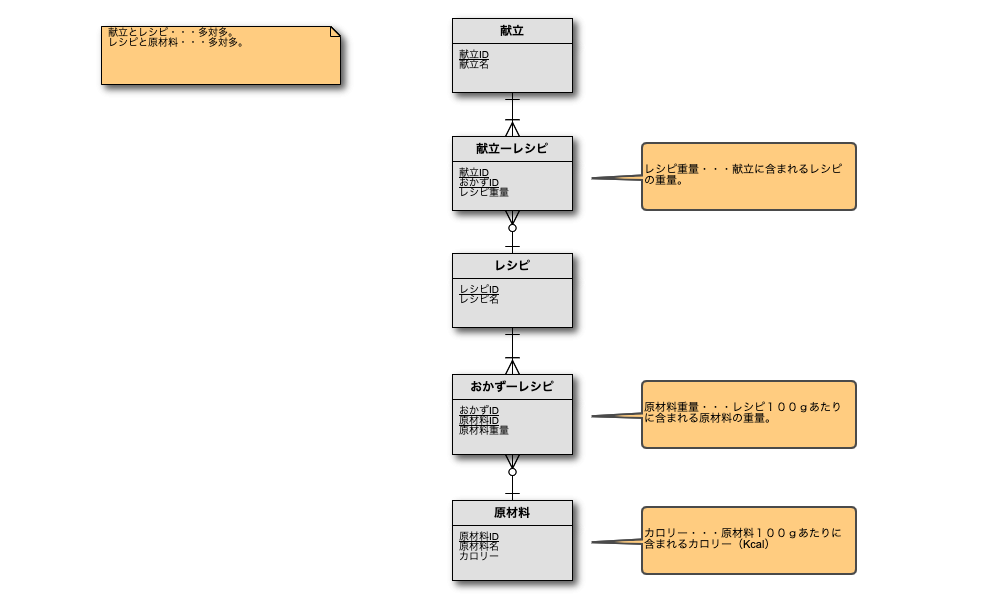 献立とレシピ・・・多対多。
レシピと原材料・・・多対多。
献立
献立ID
献立名
献立ーレシピ
献立ID
おかずID
レシピ重量
レシピ重量・・・献立に含まれるレシピ
の重量。
レシピ
レシピID
レシピ名
おかずーレシピ
おかずID
原材料ID
原材料重量
原材料重量・・・レシピ１００ｇあたり
に含まれる原材料の重量。
原材料
原材料ID
原材料名
カロリー
カロリー・・・原材料１００ｇあたりに
含まれるカロリー（Kcal）